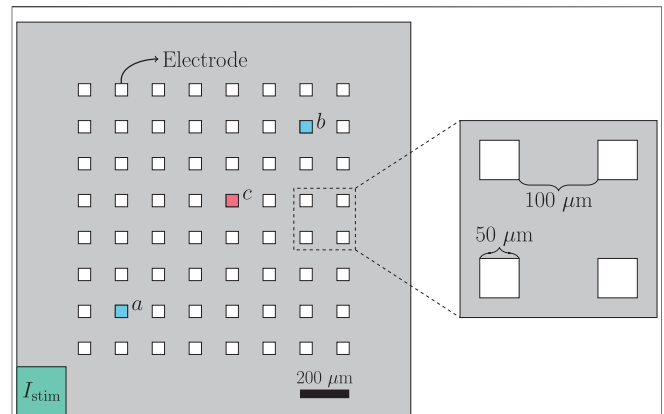 Electrode
b
c
100 μm
50 μm
a
200 μm
I_stim